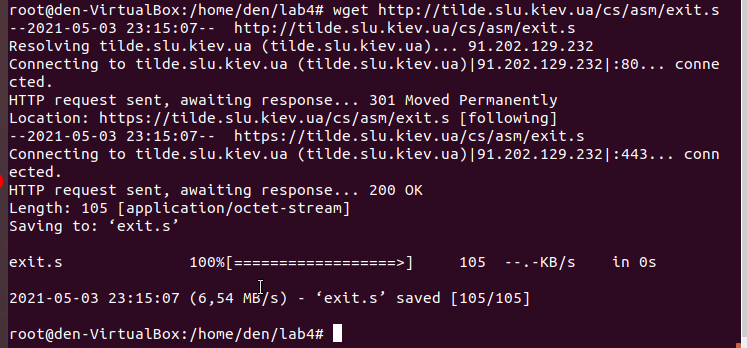 root@den-VirtualBox:/home/den/lab4# wget http://tilde.slu.kiev.ua/cs/asm/exit.s
--2021-05-03 23:15:07--  http://tilde.slu.kiev.ua/cs/asm/exit.s
Resolving tilde.slu.kiev.ua (tilde.slu.kiev.ua)... 91.202.129.232
Connecting to tilde.slu.kiev.ua (tilde.slu.kiev.ua)|91.202.129.232|:80... conne
cted.
HTTP request sent, awaiting response... 301 Moved Permanently
Location: https://tilde.slu.kiev.ua/cs/asm/exit.s [following]
--2021-05-03 23:15:07--  https://tilde.slu.kiev.ua/cs/asm/exit.s
Connecting to tilde.slu.kiev.ua (tilde.slu.kiev.ua)|91.202.129.232|:443... conn
ected.
HTTP request sent, awaiting response... 200 OK
Length: 105 [application/octet-stream]
Saving to: ‘exit.s’
exit.s              100%[==================>]     105  --.-KB/s    in 0s
2021-05-03 23:15:07 (6,54 MB/s) - ‘exit.s’ saved [105/105]
root@den-VirtualBox:/home/den/lab4#